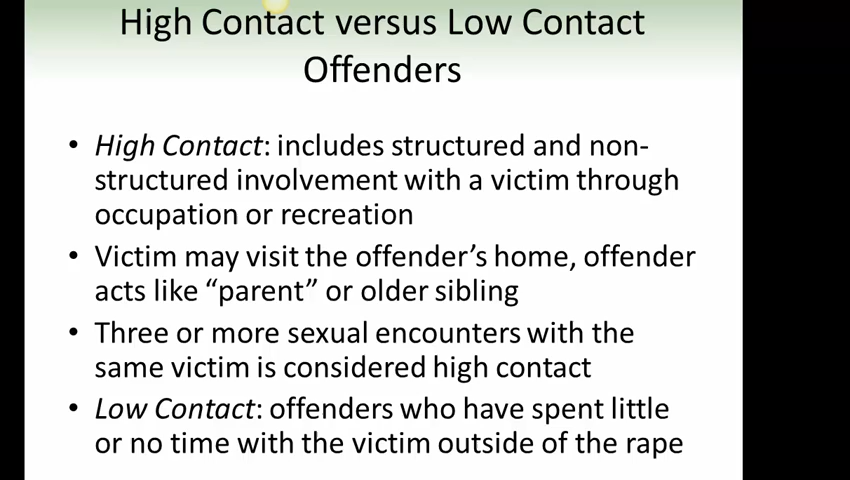 High Contact versus Low Contact
Offenders
• High Contact: includes structured and non-
structured involvement with a victim through
occupation or recreation
• Victim may visit the offender’s home, offender
acts like “parent” or older sibling
• Three or more sexual encounters with the
same victim is considered high contact
• Low Contact: offenders who have spent little
or no time with the victim outside of the rape